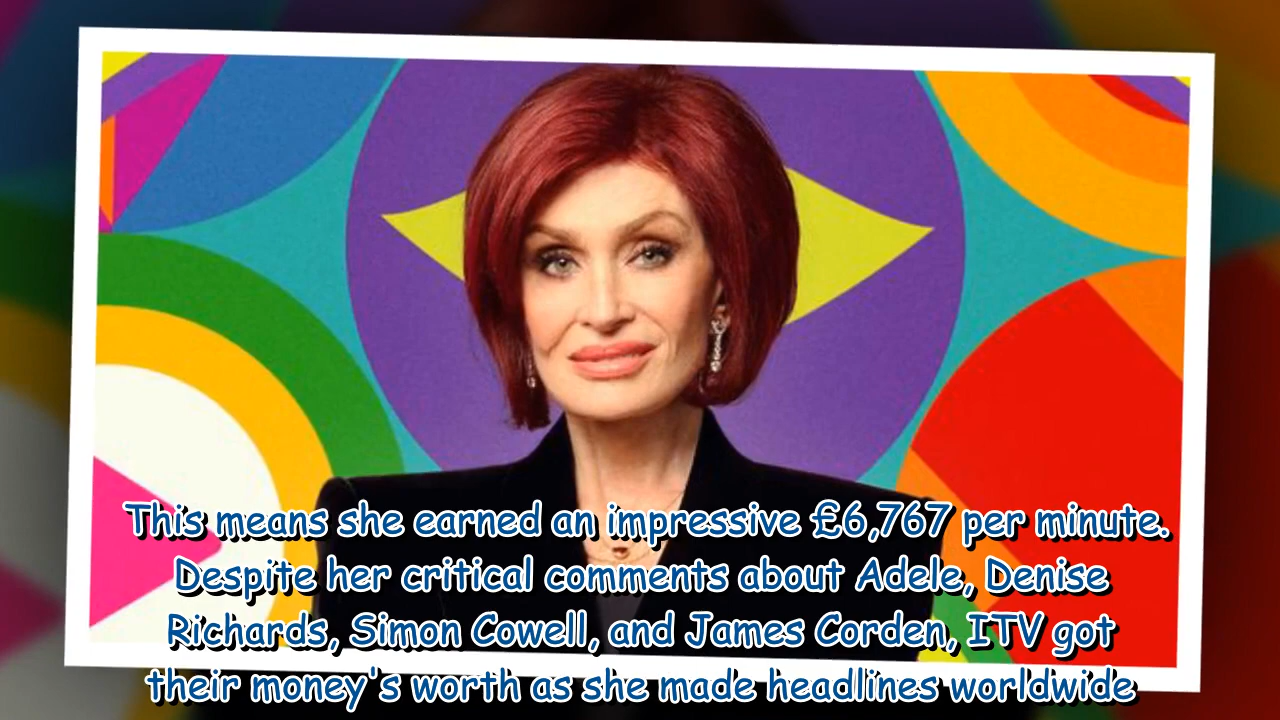 This means she earned an impressive £6,767 per minute.
Despite her critical comments about Adele, Denise
Richards, Simon Cowell, and James Corden, ITV got
their money's worth as she made headlines worldwide